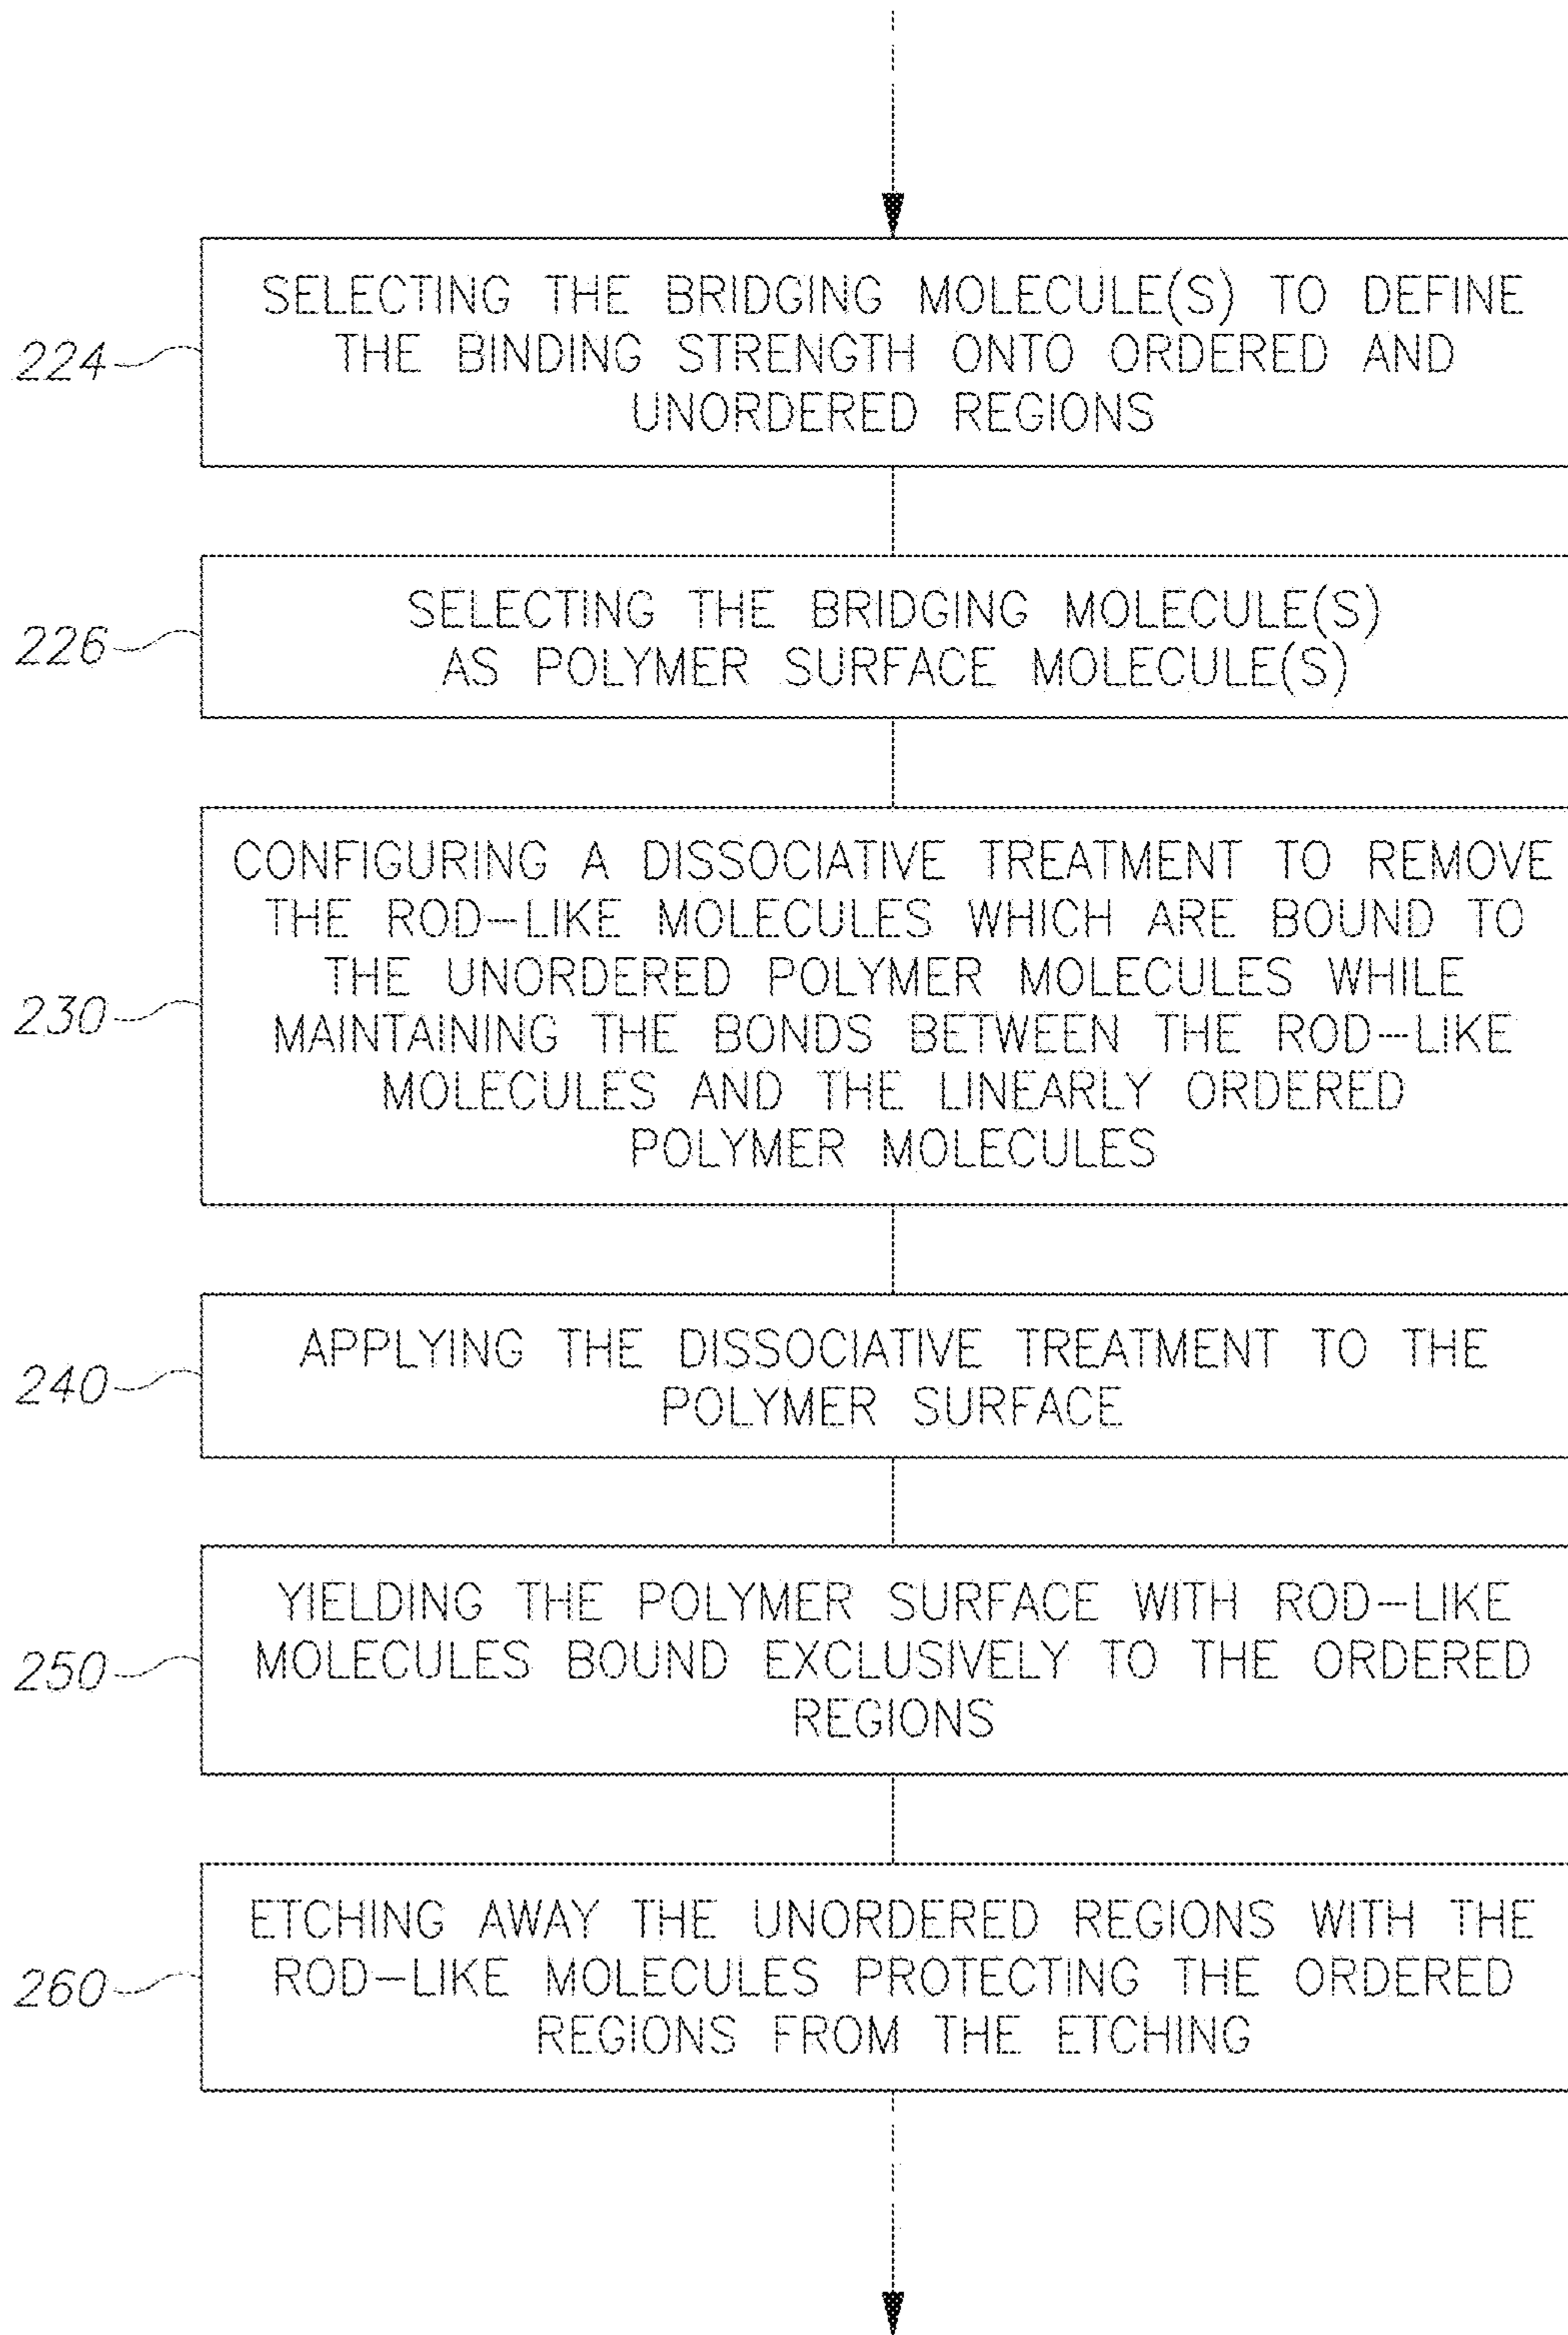 SELECTING THE BRIDGING MOLECULE(S) TO DEFINE
THE BINDING STRENGTH ONTO ORDERED AND
UNORDERED REGIONS
224
SELECTING THE BRIDGING MOLECULE(S)
AS POLYMER SURFACE MOLECULE(S)
226
CONFIGURING A DISSOCIATIVE TREATMENT TO REMOVE
THE ROD-LIKE MOLECULES WHICH ARE BOUND TO
THE UNORDERED POLYMER MOLECULES WHILE
MAINTAINING THE BONDS BETWEEN THE ROD-LIKE
MOLECULES AND THE LINEARLY ORDERED
POLYMER MOLECULES
230
APPLYING THE DISSOCIATIVE TREATMENT TO THE
POLYMER SURFACE
240
YIELDING THE POLYMER SURFACE WITH ROD-LIKE
MOLECULES BOUND EXCLUSIVELY TO THE ORDERED
REGIONS
250
ETCHING AWAY THE UNORDERED REGIONS WITH THE
ROD-LIKE MOLECULES PROTECTING THE ORDERED
REGIONS FROM THE ETCHING
260